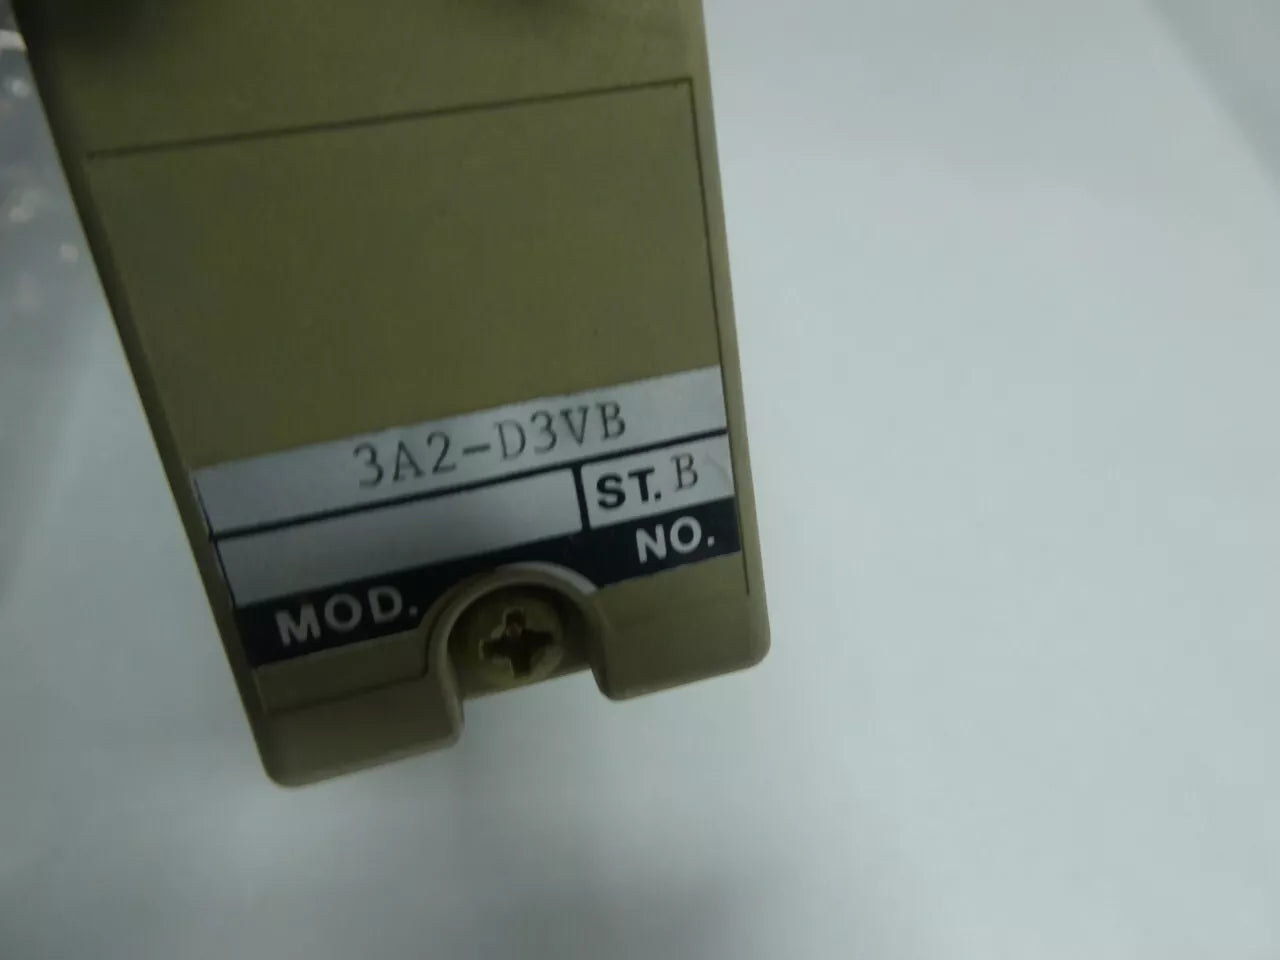 3A2-D3VB
ST. B
MOD. NO.